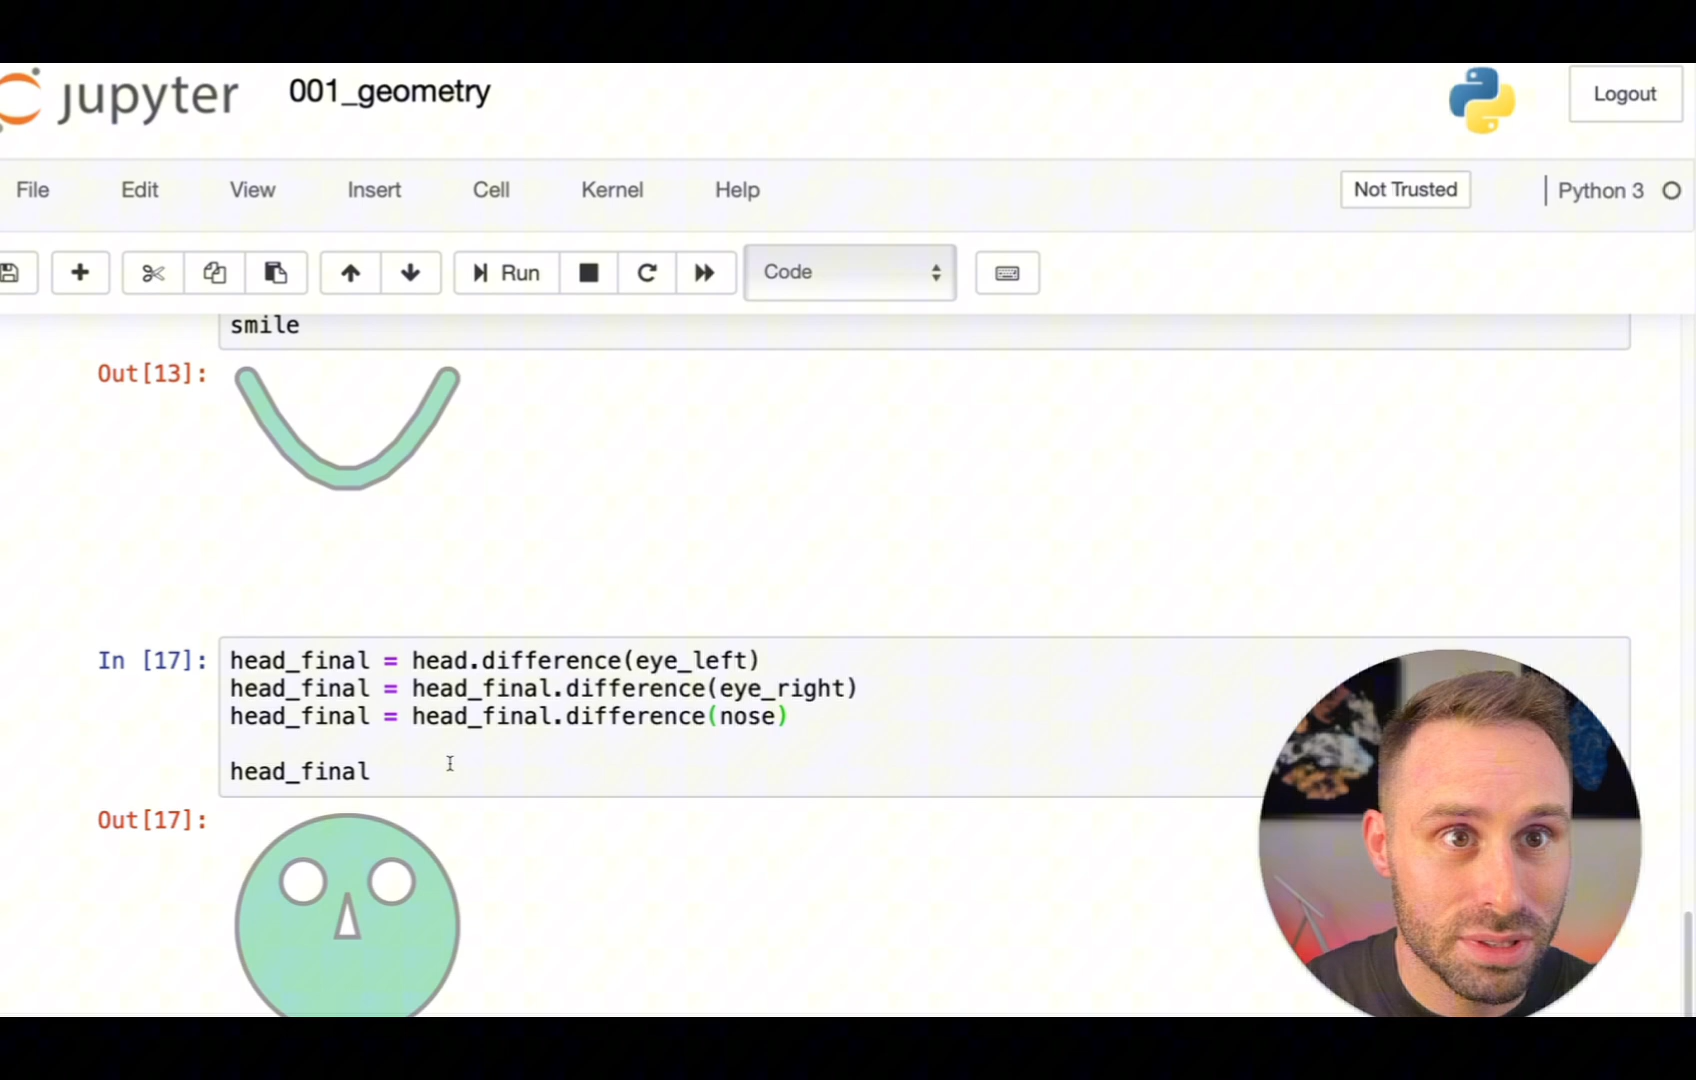 jupyter 001_geometry
Logout
File Edit View Insert Cell Kernel Help Not Trusted Python 3
Run Code
smile
Out[13]:
In [17]: head_final = head.difference(eye_left)
head_final = head_final.difference(eye_right)
head_final = head_final.difference(nose)
head_final
Out[17]: